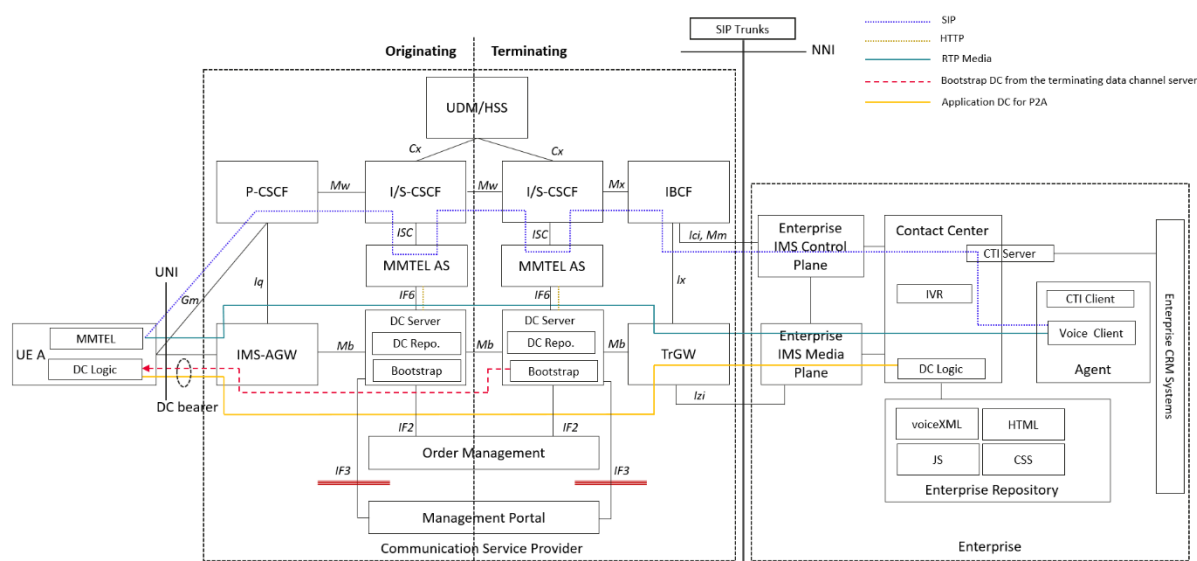 SIP Trunks
NNI
SIP
HTTP
RTP Media
Bootstrap DC from the terminating data channel server
Application DC for P2A
Originating
Terminating
UDM/HSS
Cx
Cx
P-CSCF
Mw
I/S-CSCF
Mw
I/S-CSCF
Mx
IBCF
ISC
ISC
Ici, Mm
MMTEL AS
MMTEL AS
UNI
Gm
Iq
IF6
IF6
Ix
UE A
MMTEL
DC Logic
DC bearer
IMS-AGW
Mb
DC Server
DC Repo.
Bootstrap
Mb
DC Server
DC Repo.
Bootstrap
Mb
TrGW
Izi
IF2
IF2
Order Management
IF3
IF3
Management Portal
Communication Service Provider
Enterprise
IMS Control
Plane
Enterprise
IMS Media
Plane
Contact Center
CTI Server
IVR
DC Logic
CTI Client
Voice Client
Agent
Enterprise CRM Systems
voiceXML
HTML
JS
CSS
Enterprise Repository
Enterprise